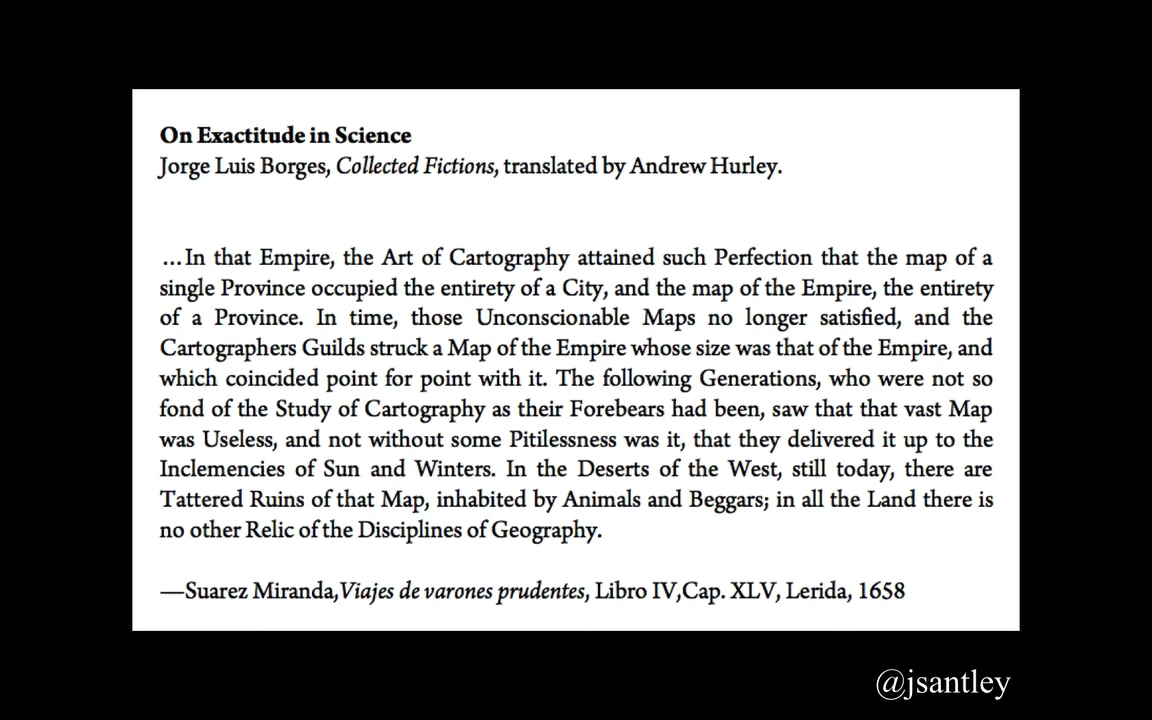 On Exactitude in Science
Jorge Luis Borges, Collected Fictions, translated by Andrew Hurley.
…In that Empire, the Art of Cartography attained such Perfection that the map of a
single Province occupied the entirety of a City, and the map of the Empire, the entirety
of a Province. In time, those Unconscionable Maps no longer satisfied, and the
Cartographers Guilds struck a Map of the Empire whose size was that of the Empire, and
which coincided point for point with it. The following Generations, who were not so
fond of the Study of Cartography as their Forebears had been, saw that that vast Map
was Useless, and not without some Pitilessness was it, that they delivered it up to the
Inclemencies of Sun and Winters. In the Deserts of the West, still today, there are
Tattered Ruins of that Map, inhabited by Animals and Beggars; in all the Land there is
no other Relic of the Disciplines of Geography.
—Suarez Miranda,Viajes de varones prudentes, Libro IV,Cap. XLV, Lerida, 1658
@jsantley